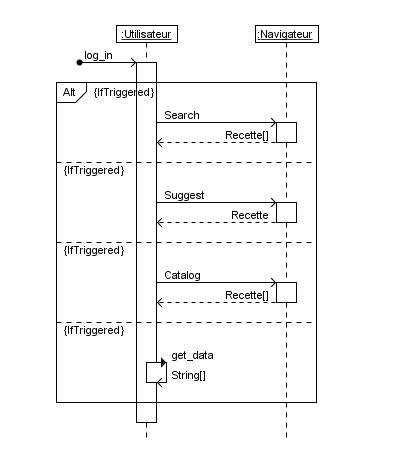 :Utilisateur :Navigateur
log_in
Alt {IfTriggered}
Search
Recette[]
{IfTriggered}
Suggest
Recette
{IfTriggered}
Catalog
Recette[]
{IfTriggered}
get_data
String[]